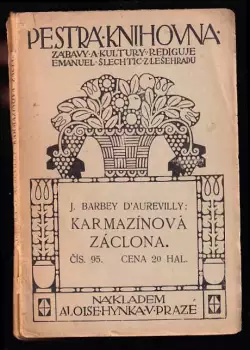 PESTRÁ·KNIHOVNA·
ZÁBAVY·A·KULTURY·REDIGUJE
EMANUEL·ŠLECHTIC·Z·LEŠEHRADU
J. BARBEY D'AUREVILLY:
KARMAZÍNOVÁ
ZÁCLONA.
ČÍS. 95. CENA 20 HAL.
NÁKLADEM
ALOISE·HYNKA·V·PRAZE